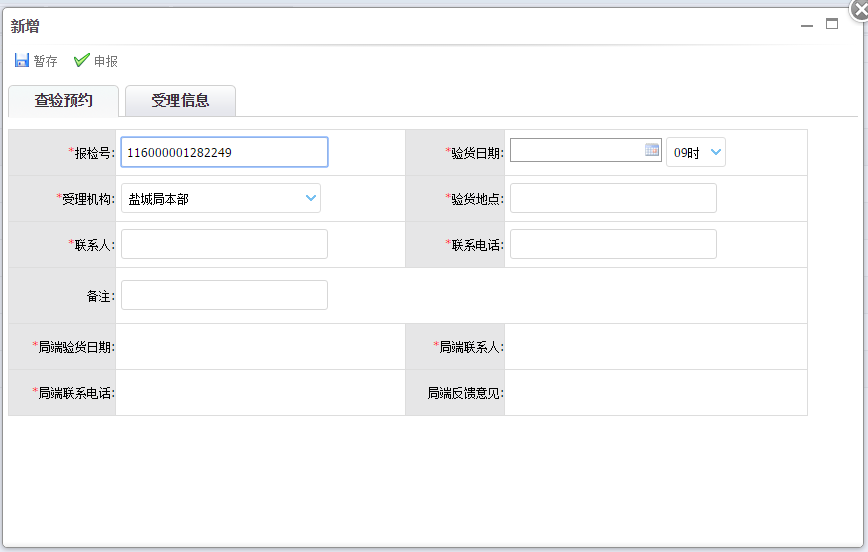 新增
暂存 申报
查验预约 受理信息
*报检号: 116000001282249 *验货日期: 09时
*受理机构: 盐城局本部 *验货地点:
*联系人: *联系电话:
备注:
*局端验货日期: *局端联系人:
*局端联系电话: 局端反馈意见: